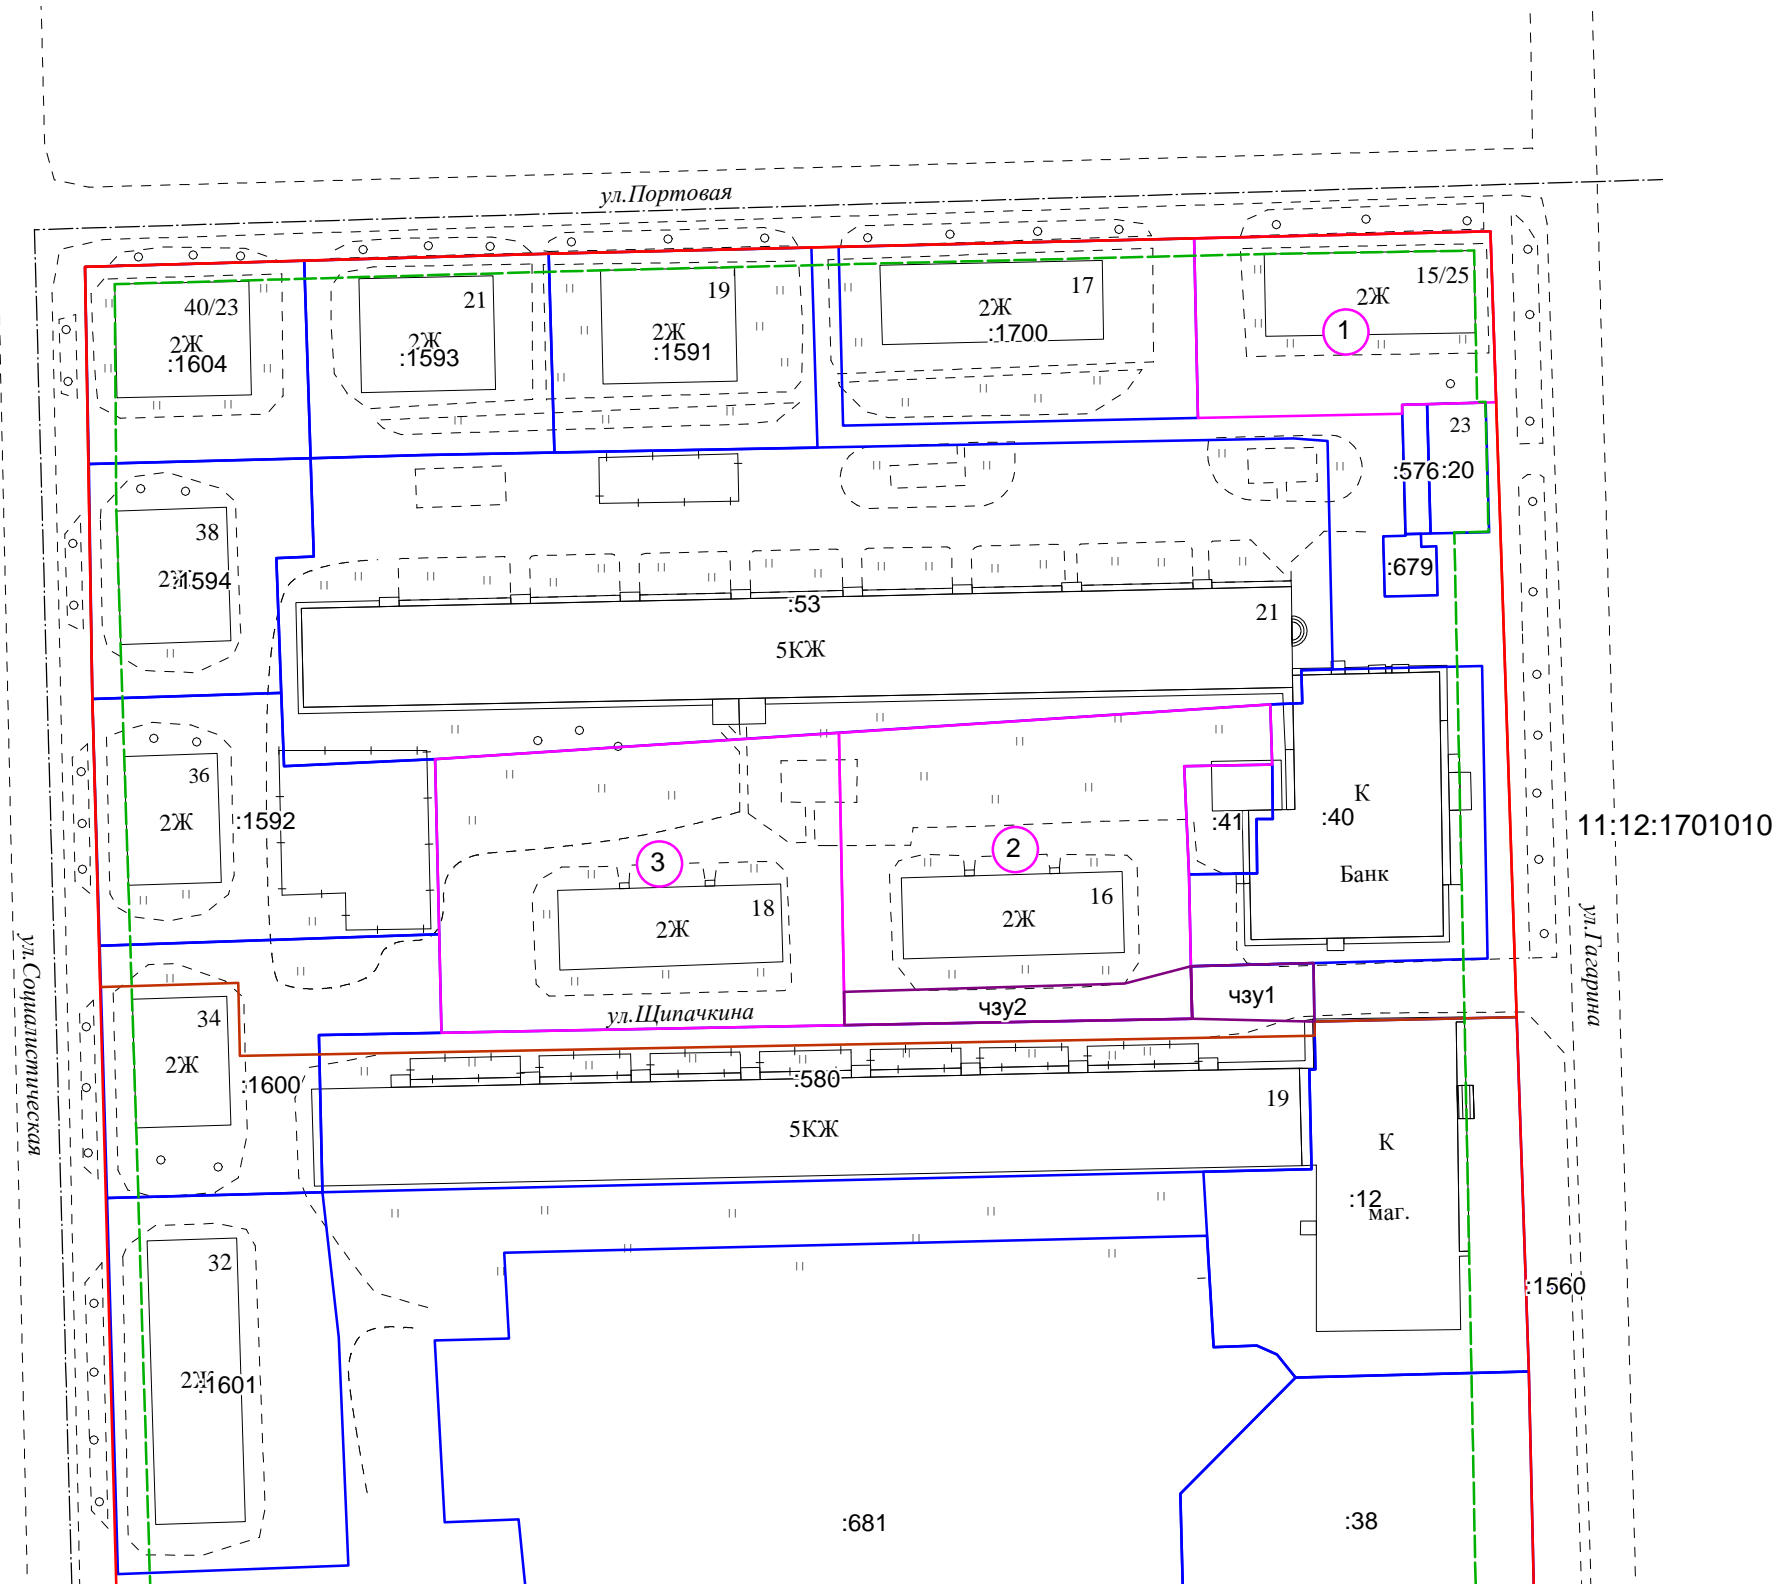 ул.Портовая
40/23
2Ж
:1604
21
2Ж
:1593
19
2Ж
:1591
17
2Ж
:1700
15/25
2Ж
1
23
:576
:20
:679
38
2Ж
:1594
:53
21
5КЖ
36
2Ж
:1592
3
18
2Ж
2
16
2Ж
:41
К
:40
Банк
11:12:1701010
ул.Социалистическая
ул.Гагарина
ул.Щипачкина
чзу2
чзу1
34
2Ж
:1600
:580
19
5КЖ
К
:12
маг.
32
2Ж
:1601
:1560
:681
:38